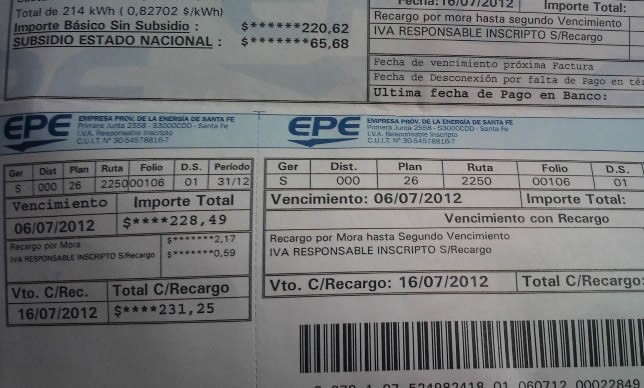 Total de 214 kWh ( 0,82702 $/kWh)
Importe Básico Sin Subsidio : $******220,62
SUBSIDIO ESTADO NACIONAL : $*******65,68
Fecha:16/07/2012 Importe Total:
Recargo por mora hasta segundo Vencimiento
IVA RESPONSABLE INSCRIPTO S/Recargo
Fecha de vencimiento próxima Factura
Fecha de Desconexión por falta de Pago en
Ultima fecha de Pago en Banco:
EPE
EMPRESA PROV. DE LA ENERGÍA DE SANTA FE
Primera Junta 2558 - S3000CDD - Santa Fe
I.V.A. Responsable Inscripto
C.U.I.T. Nº 30-54578816-7
Ger Dist Plan Ruta Folio D.S. Período
S 000 26 2250 00106 01 31/12
Vencimiento Importe Total
06/07/2012 $****228,49
Recargo por Mora $*******2,17
IVA RESPONSABLE INSCRIPTO S/Recargo $*******0,59
Vto. C/Rec. Total C/Recargo
16/07/2012 $****231,25
EPE
EMPRESA PROV. DE LA ENERGÍA DE SANTA FE
Primera Junta 2558 - S3000CDD - Santa Fe
I.V.A. Responsable Inscripto
C.U.I.T. Nº 30-54578816-7
Ger Dist. Plan Ruta Folio D.S.
S 000 26 2250 00106 01
Vencimiento: 06/07/2012 Importe Total:
Vencimiento con Recargo
Recargo por Mora hasta Segundo Vencimiento
IVA RESPONSABLE INSCRIPTO S/Recargo
Vto. C/Recargo: 16/07/2012 Total C/Recargo: